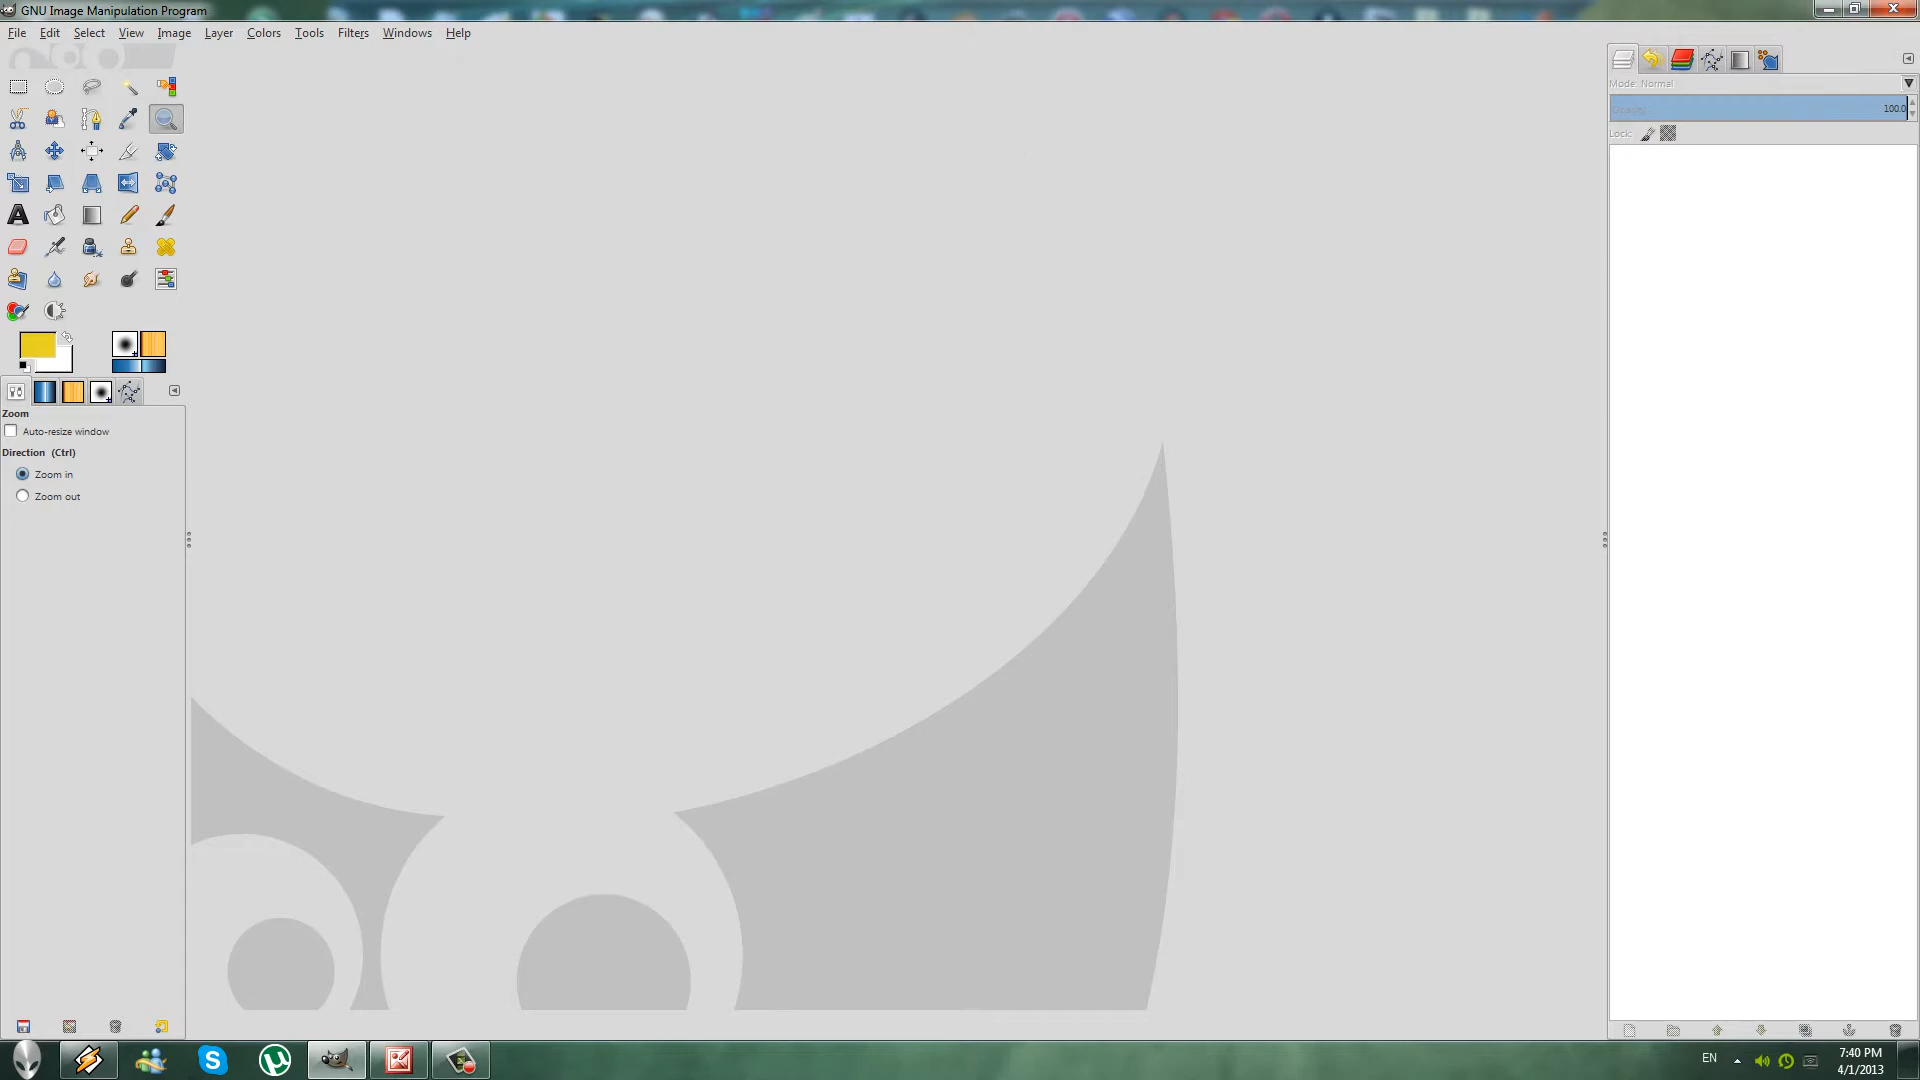 GNU Image Manipulation Program
File Edit Select View Image Layer Colors Tools Filters Windows Help
Mode: Normal
Opacity 100.0
Lock:
Zoom
Auto-resize window
Direction (Ctrl)
Zoom in
Zoom out
EN
7:40 PM
4/1/2013